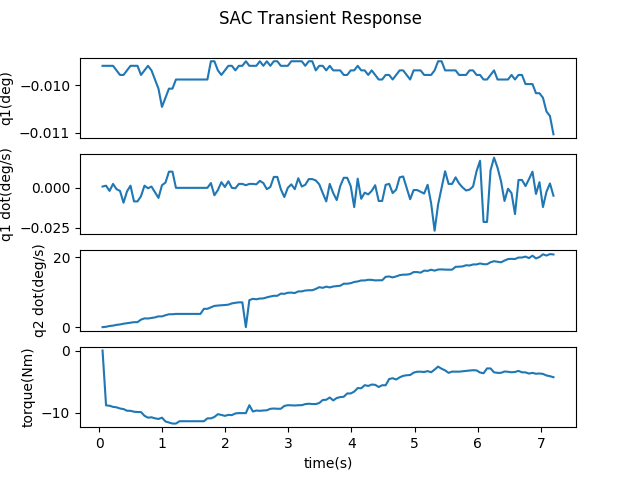 SAC Transient Response
q1(deg)
−0.010
−0.011
q1 dot(deg/s)
0.000
−0.025
q2 dot(deg/s)
20
0
torque(Nm)
0
−10
0 1 2 3 4 5 6 7
time(s)